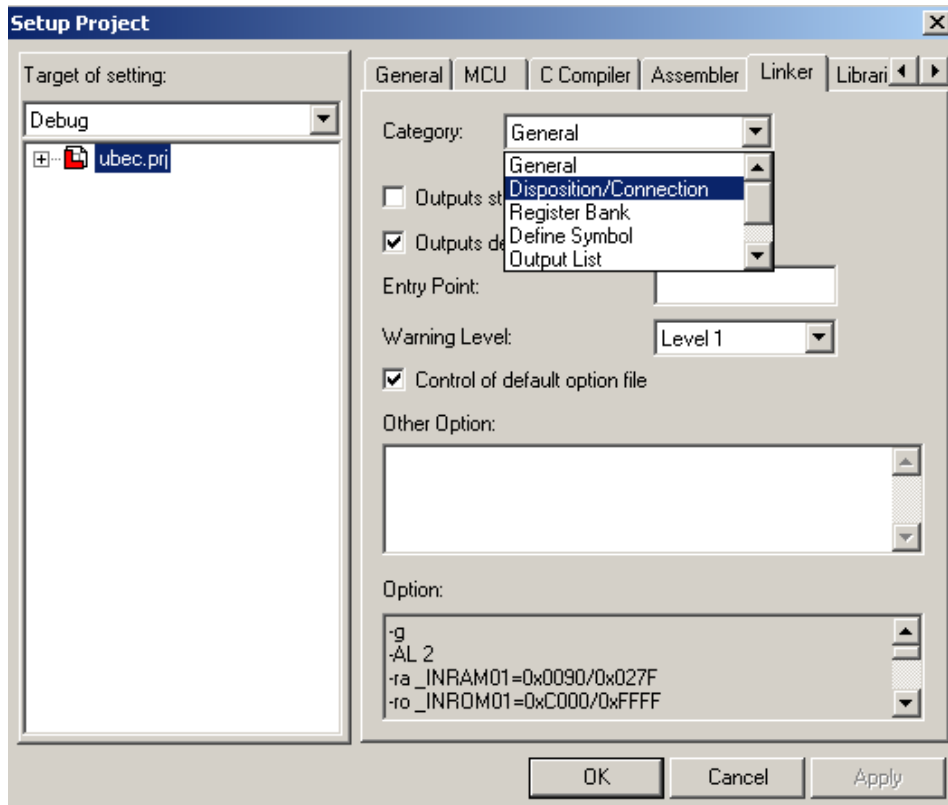 Setup Project
Target of setting:
Debug
ubec.prj
General
MCU
C Compiler
Assembler
Linker
Librari
Category:
General
General
Disposition/Connection
Register Bank
Define Symbol
Output List
Outputs st
Outputs de
Entry Point:
Warning Level:
Level 1
Control of default option file
Other Option:
Option:
-g
-AL 2
-ra _INRAM01=0x0090/0x027F
-ro _INROM01=0xC000/0xFFFF
OK
Cancel
Apply